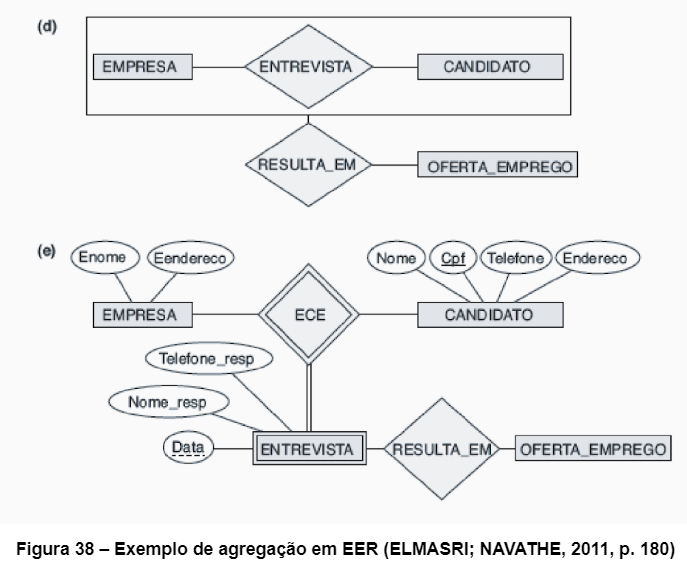 (d)
EMPRESA ENTREVISTA CANDIDATO
RESULTA_EM OFERTA_EMPREGO
(e)
Enome Eendereco Nome Cpf Telefone Endereco
EMPRESA ECE CANDIDATO
Telefone_resp
Nome_resp
Data ENTREVISTA RESULTA_EM OFERTA_EMPREGO
Figura 38 – Exemplo de agregação em EER (ELMASRI; NAVATHE, 2011, p. 180)